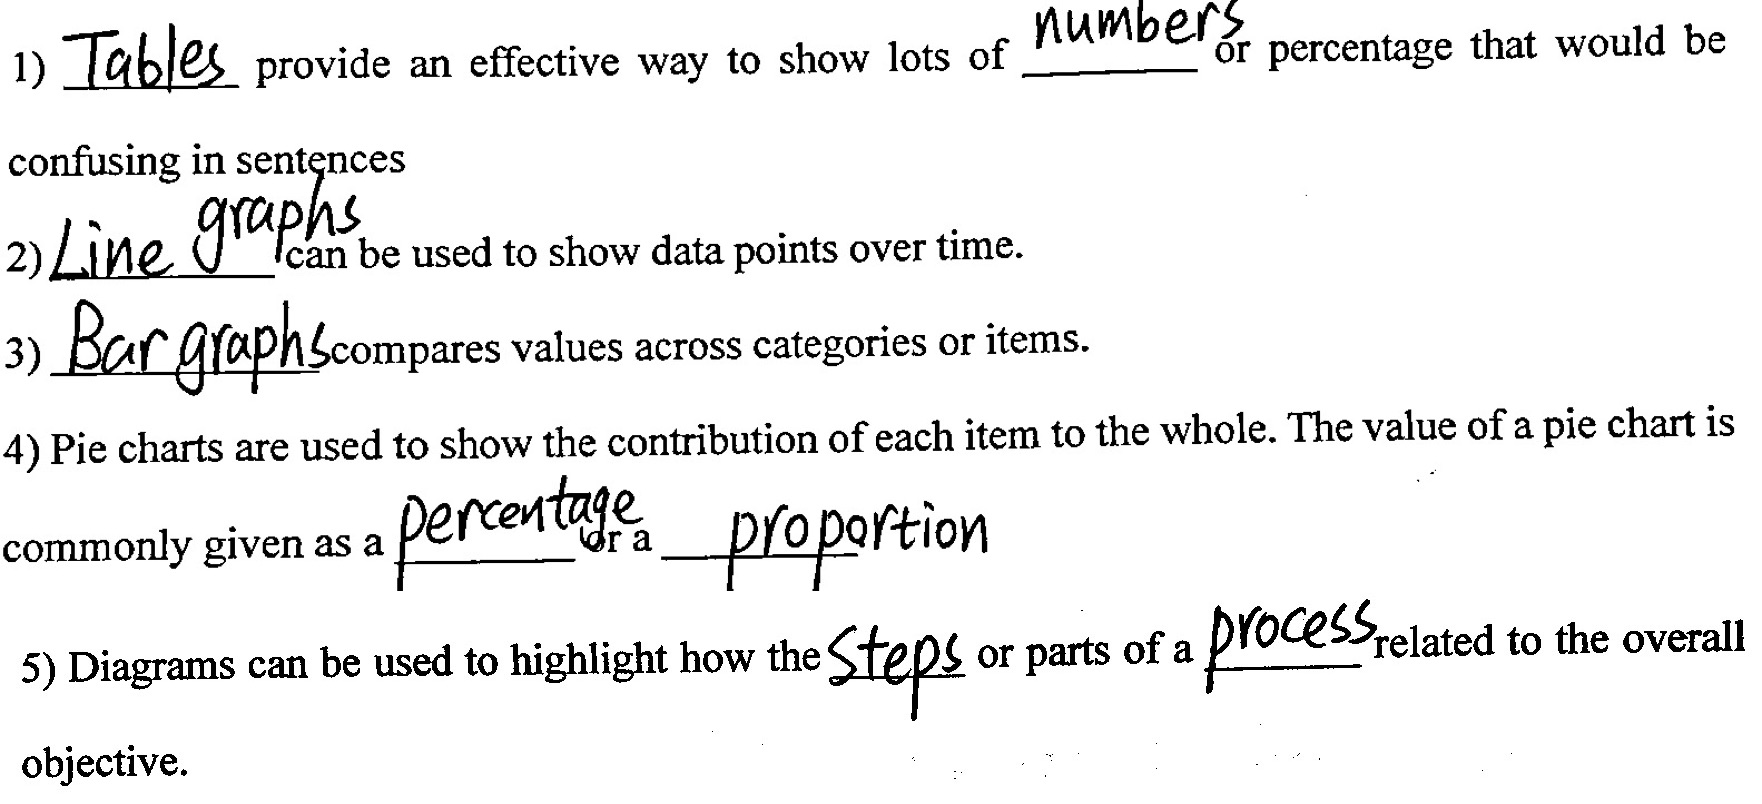 1) Tables provide an effective way to show lots of numbers or percentage that would be
confusing in sentences
2) Line graphs can be used to show data points over time.
3) Bar graphs compares values across categories or items.
4) Pie charts are used to show the contribution of each item to the whole. The value of a pie chart is
commonly given as a percentage or a proportion
5) Diagrams can be used to highlight how the steps or parts of a process related to the overall
objective.